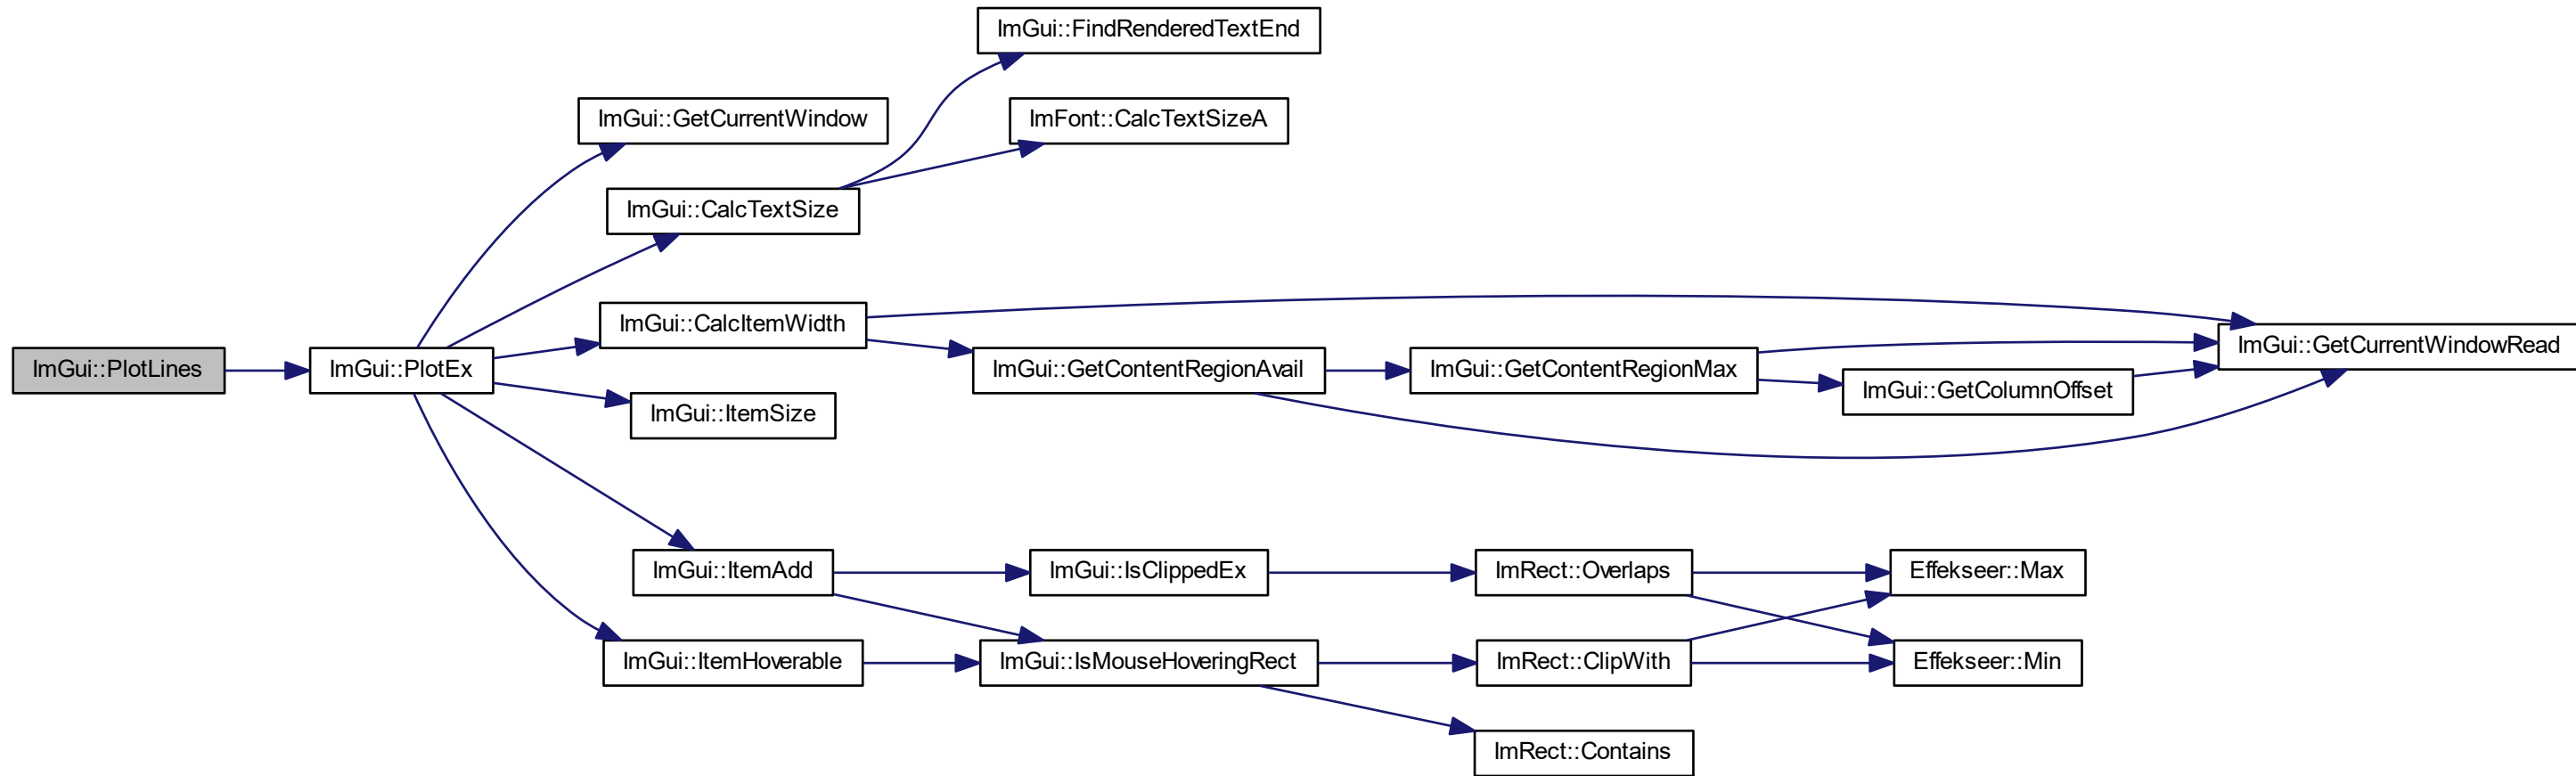 ImGui::FindRenderedTextEnd
ImGui::GetCurrentWindow
ImFont::CalcTextSizeA
ImGui::CalcTextSize
ImGui::CalcItemWidth
ImGui::GetCurrentWindowRead
ImGui::PlotLines
ImGui::PlotEx
ImGui::GetContentRegionAvail
ImGui::GetContentRegionMax
ImGui::GetColumnOffset
ImGui::ItemSize
ImGui::ItemAdd
ImGui::IsClippedEx
ImRect::Overlaps
Effekseer::Max
ImGui::ItemHoverable
ImGui::IsMouseHoveringRect
ImRect::ClipWith
Effekseer::Min
ImRect::Contains